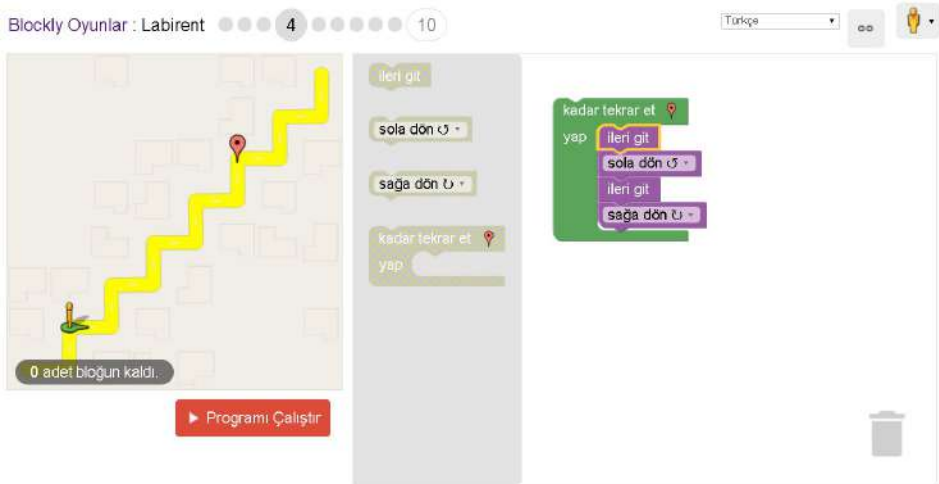 Blockly Oyunlar : Labirent 4 10
Türkçe
ileri git
sola dön ↺
sağa dön ↻
kadar tekrar et
yap
kadar tekrar et
yap ileri git
sola dön ↺
ileri git
sağa dön ↻
0 adet bloğun kaldı.
Programı Çalıştır